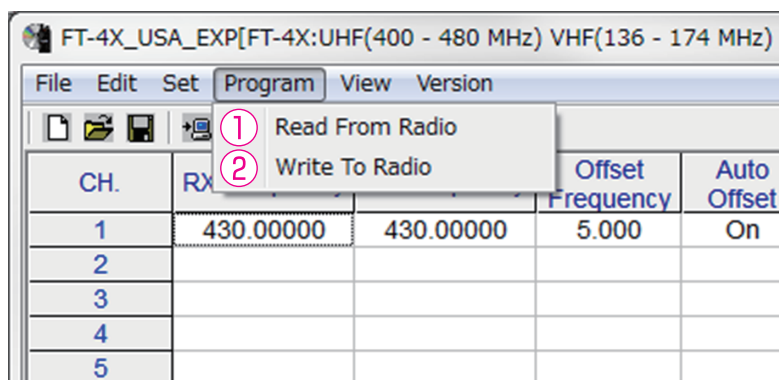 FT-4X_USA_EXP[FT-4X:UHF(400 - 480 MHz) VHF(136 - 174 MHz)
File Edit Set Program View Version
① Read From Radio
② Write To Radio
CH. RX Offset Frequency Auto Offset
1 430.00000 430.00000 5.000 On
2
3
4
5